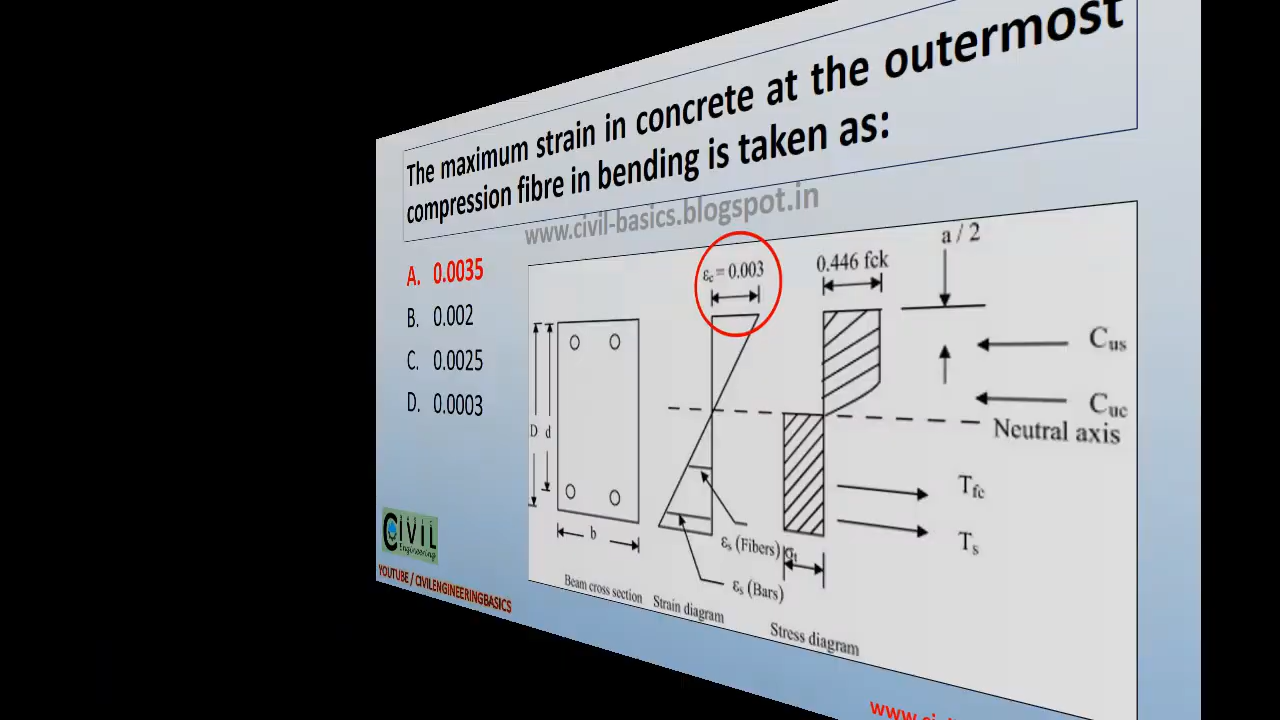 The maximum strain in concrete at the outermost
compression fibre in bending is taken as:
www.civil-basics.blogspot.in
A. 0.0035
B. 0.002
C. 0.0025
D. 0.0003
εc = 0.003
0.446 fck
a / 2
Cus
Cuc
Neutral axis
D d
b
Tfc
Ts
εs (Fibers)
σt
εs (Bars)
Beam cross section
Strain diagram
Stress diagram
CIVIL
Engineering
YOUTUBE / CIVILENGINEERINGBASICS